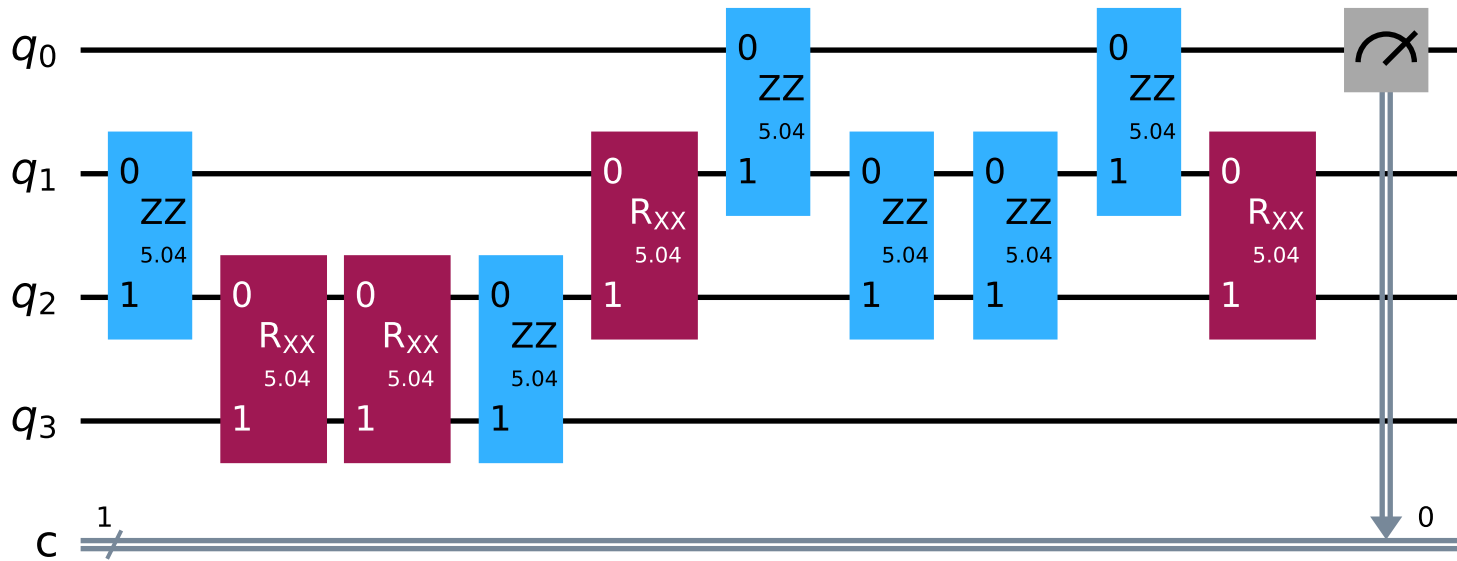 q0
0 0
ZZ ZZ
5.04 5.04
q1 0 0 1 0 0 1 0
ZZ RXX ZZ ZZ RXX
5.04 5.04 5.04 5.04 5.04
q2 1 0 0 0 1 1 1 1
RXX RXX ZZ
5.04 5.04 5.04
q3 1 1 1
1 0
c